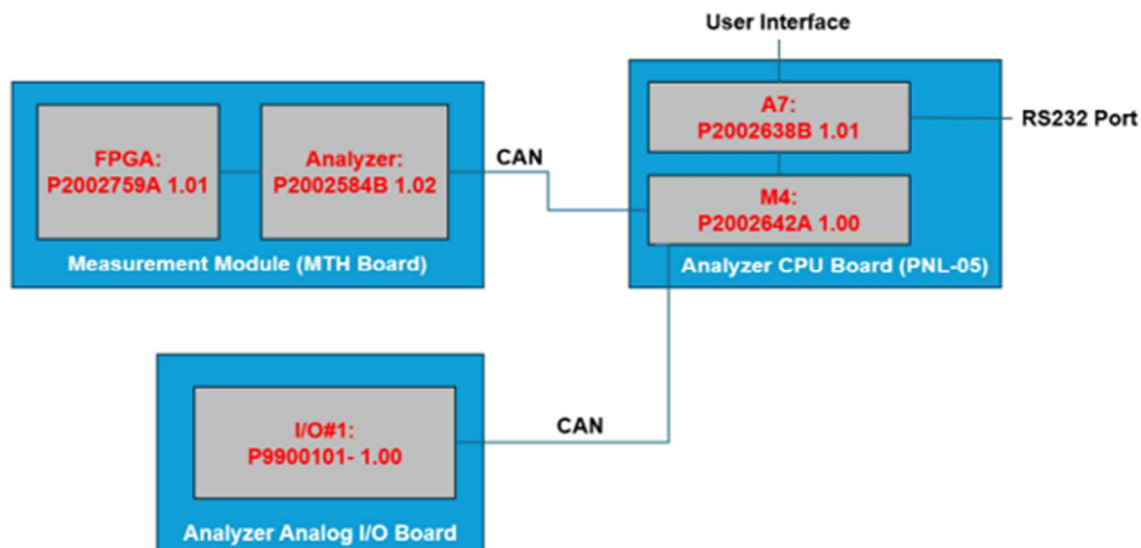 User Interface
A7:
P2002638B 1.01
RS232 Port
FPGA:
P2002759A 1.01
Analyzer:
P2002584B 1.02
CAN
M4:
P2002642A 1.00
Measurement Module (MTH Board)
Analyzer CPU Board (PNL-05)
I/O#1:
P9900101- 1.00
CAN
Analyzer Analog I/O Board